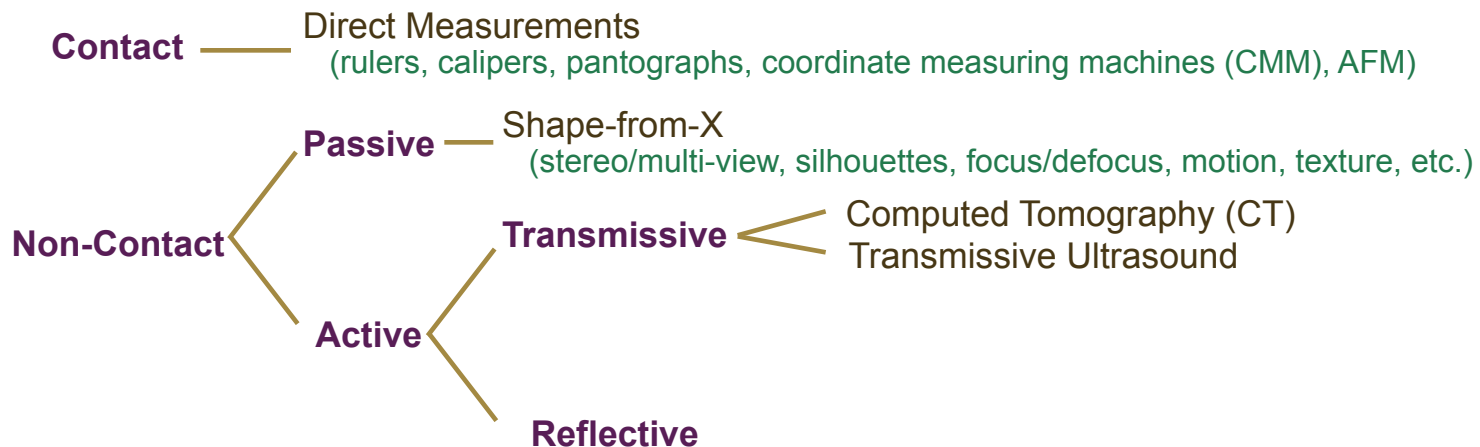 Contact
Direct Measurements
(rulers, calipers, pantographs, coordinate measuring machines (CMM), AFM)
Non-Contact
Passive
Shape-from-X
(stereo/multi-view, silhouettes, focus/defocus, motion, texture, etc.)
Active
Transmissive
Computed Tomography (CT)
Transmissive Ultrasound
Reflective